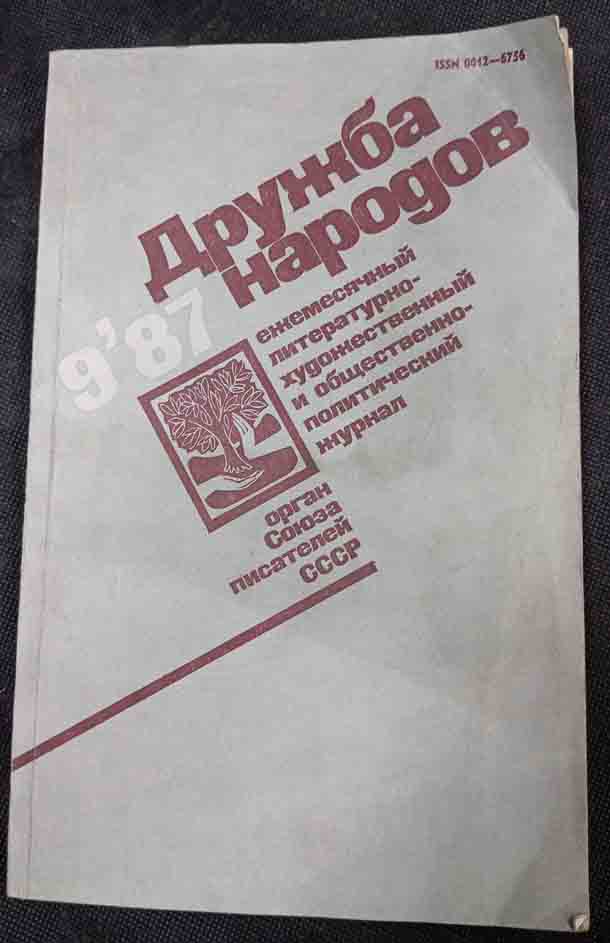 ISSN 0012—6756
Дружба
народов
9'87
ежемесячный
литературно-
художественный
и общественно-
политический
журнал
орган
Союза
писателей
СССР